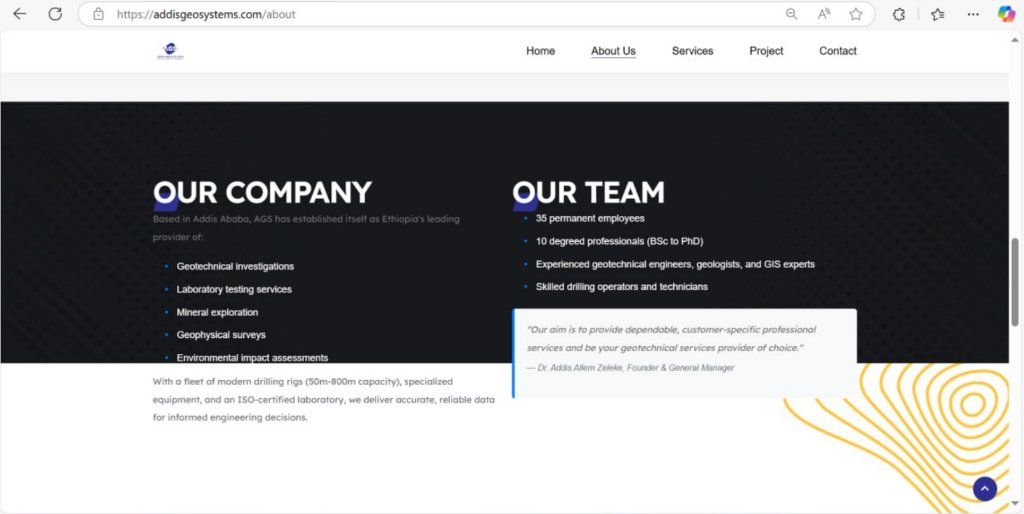 https://addisgeosystems.com/about
AGS
Home
About Us
Services
Project
Contact
OUR COMPANY
Based in Addis Ababa, AGS has established itself as Ethiopia's leading
provider of:
Geotechnical investigations
Laboratory testing services
Mineral exploration
Geophysical surveys
Environmental impact assessments
With a fleet of modern drilling rigs (50m-800m capacity), specialized
equipment, and an ISO-certified laboratory, we deliver accurate, reliable data
for informed engineering decisions.
OUR TEAM
35 permanent employees
10 degreed professionals (BSc to PhD)
Experienced geotechnical engineers, geologists, and GIS experts
Skilled drilling operators and technicians
"Our aim is to provide dependable, customer-specific professional
services and be your geotechnical services provider of choice."
— Dr. Addis Allem Zeleke, Founder & General Manager